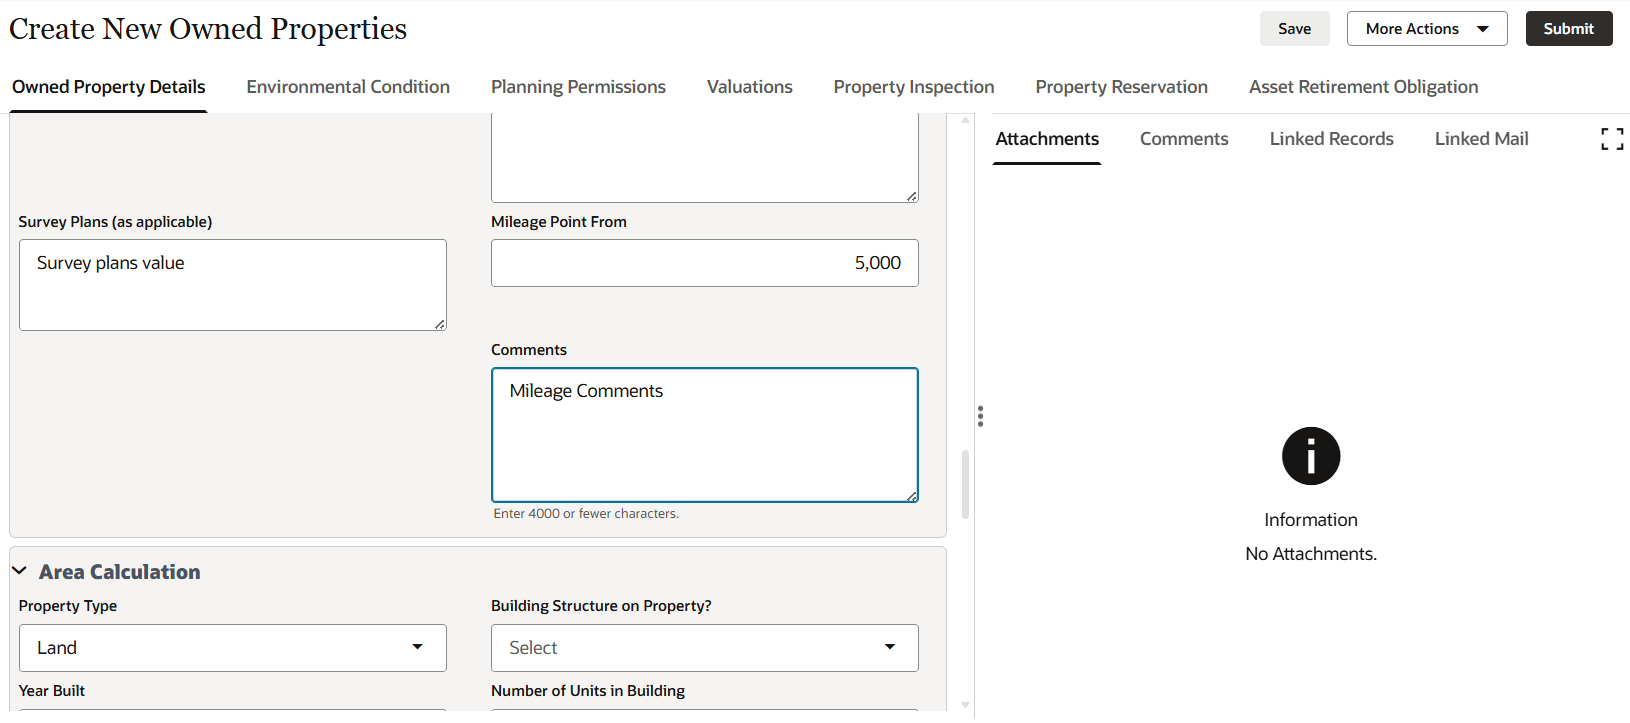 Create New Owned Properties
Save
More Actions
Submit
Owned Property Details
Environmental Condition
Planning Permissions
Valuations
Property Inspection
Property Reservation
Asset Retirement Obligation
Attachments
Comments
Linked Records
Linked Mail
Survey Plans (as applicable)
Mileage Point From
Survey plans value
5,000
Comments
Mileage Comments
Enter 4000 or fewer characters.
Information
No Attachments.
Area Calculation
Property Type
Building Structure on Property?
Land
Select
Year Built
Number of Units in Building